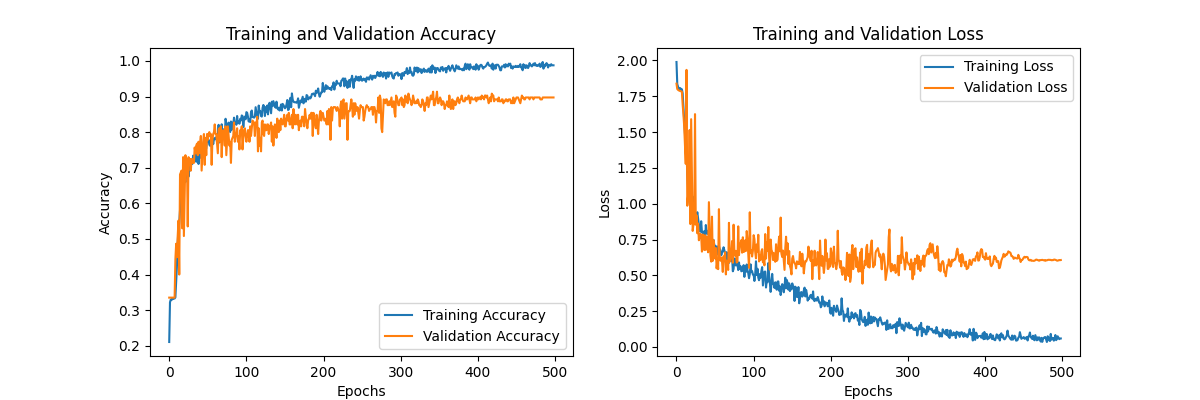 Training and Validation Accuracy
1.0
0.9
0.8
0.7
0.6
0.5
0.4
0.3
0.2
Accuracy
Training Accuracy
Validation Accuracy
0 100 200 300 400 500
Epochs
Training and Validation Loss
2.00
1.75
1.50
1.25
1.00
0.75
0.50
0.25
0.00
Loss
Training Loss
Validation Loss
0 100 200 300 400 500
Epochs